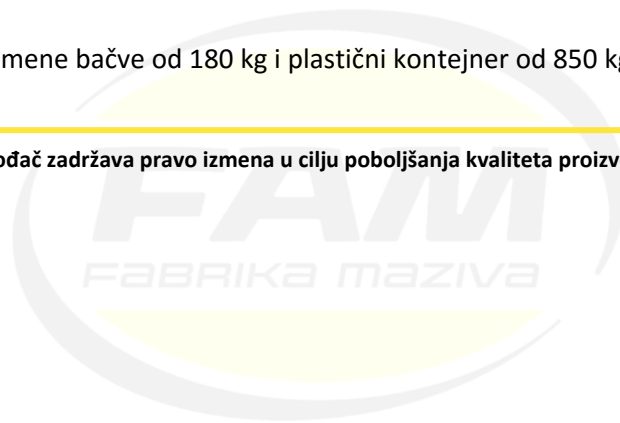 mene bačve od 180 kg i plastični kontejner od 850 kg
ođač zadržava pravo izmena u cilju poboljšanja kvaliteta proizv
FAM
FABRIKA MAZIVA